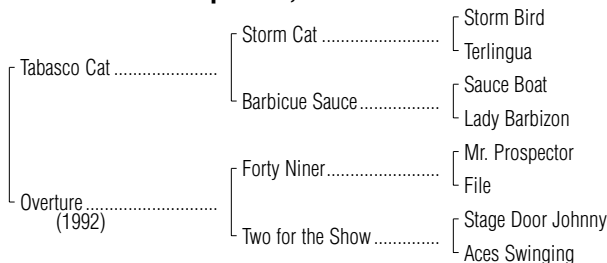 Storm Bird
Storm Cat ........................
Terlingua
Tabasco Cat .....................
Sauce Boat
Barbicue Sauce ................
Lady Barbizon
Mr. Prospector
Forty Niner .......................
File
Overture ...........................
(1992)
Stage Door Johnny
Two for the Show .............
Aces Swinging